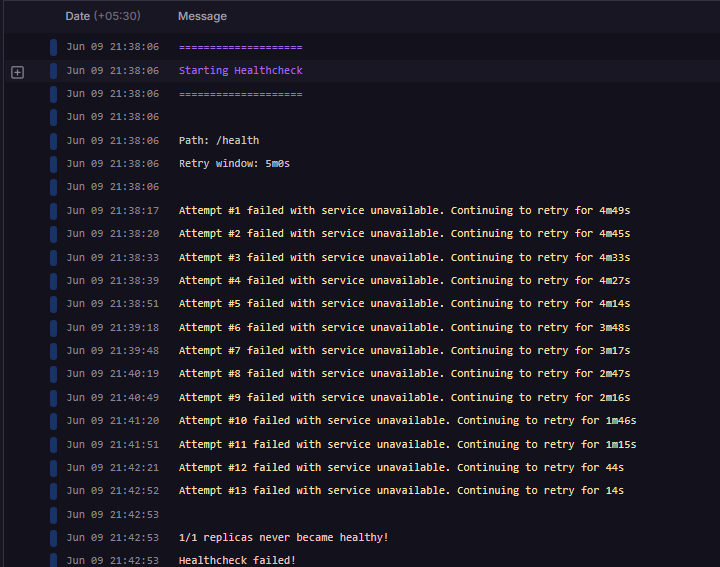 Date (+05:30) Message
Jun 09 21:38:06 ====================
Jun 09 21:38:06 Starting Healthcheck
Jun 09 21:38:06 ====================
Jun 09 21:38:06
Jun 09 21:38:06 Path: /health
Jun 09 21:38:06 Retry window: 5m0s
Jun 09 21:38:06
Jun 09 21:38:17 Attempt #1 failed with service unavailable. Continuing to retry for 4m49s
Jun 09 21:38:20 Attempt #2 failed with service unavailable. Continuing to retry for 4m45s
Jun 09 21:38:33 Attempt #3 failed with service unavailable. Continuing to retry for 4m33s
Jun 09 21:38:39 Attempt #4 failed with service unavailable. Continuing to retry for 4m27s
Jun 09 21:38:51 Attempt #5 failed with service unavailable. Continuing to retry for 4m14s
Jun 09 21:39:18 Attempt #6 failed with service unavailable. Continuing to retry for 3m48s
Jun 09 21:39:48 Attempt #7 failed with service unavailable. Continuing to retry for 3m17s
Jun 09 21:40:19 Attempt #8 failed with service unavailable. Continuing to retry for 2m47s
Jun 09 21:40:49 Attempt #9 failed with service unavailable. Continuing to retry for 2m16s
Jun 09 21:41:20 Attempt #10 failed with service unavailable. Continuing to retry for 1m46s
Jun 09 21:41:51 Attempt #11 failed with service unavailable. Continuing to retry for 1m15s
Jun 09 21:42:21 Attempt #12 failed with service unavailable. Continuing to retry for 44s
Jun 09 21:42:52 Attempt #13 failed with service unavailable. Continuing to retry for 14s
Jun 09 21:42:53
Jun 09 21:42:53 1/1 replicas never became healthy!
Jun 09 21:42:53 Healthcheck failed!